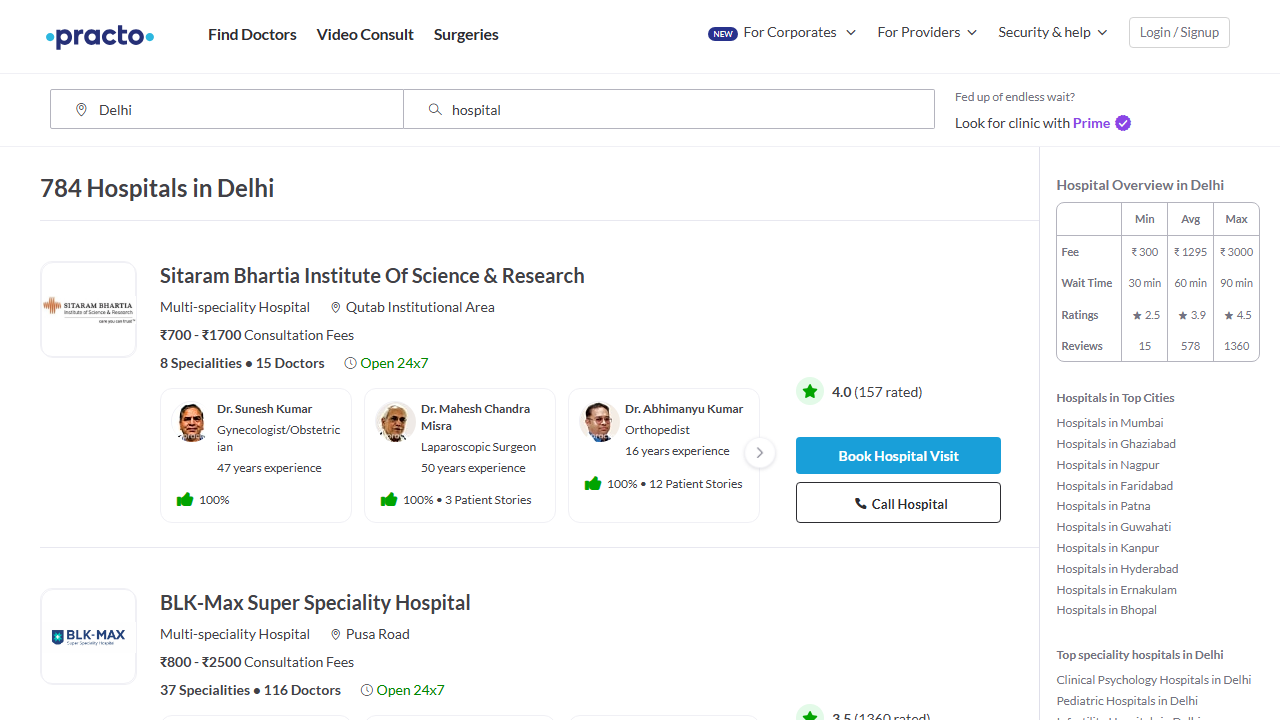 practo
Find Doctors
Video Consult
Surgeries
NEW For Corporates
For Providers
Security & help
Login / Signup
Delhi
hospital
Fed up of endless wait?
Look for clinic with Prime
784 Hospitals in Delhi
SITARAM BHARTIA
Institute of Science & Research
care you can trust™
Sitaram Bhartia Institute Of Science & Research
Multi-speciality Hospital
Qutab Institutional Area
₹700 - ₹1700 Consultation Fees
8 Specialities • 15 Doctors
Open 24x7
Dr. Sunesh Kumar
Gynecologist/Obstetric
ian
47 years experience
100%
Dr. Mahesh Chandra
Misra
Laparoscopic Surgeon
50 years experience
100% • 3 Patient Stories
Dr. Abhimanyu Kumar
Orthopedist
16 years experience
100% • 12 Patient Stories
4.0 (157 rated)
Book Hospital Visit
Call Hospital
BLK-MAX
Super Speciality Hospital
BLK-Max Super Speciality Hospital
Multi-speciality Hospital
Pusa Road
₹800 - ₹2500 Consultation Fees
37 Specialities • 116 Doctors
Open 24x7
3.5 (1360 rated)
Hospital Overview in Delhi
Min Avg Max
Fee ₹ 300 ₹ 1295 ₹ 3000
Wait Time 30 min 60 min 90 min
Ratings ★ 2.5 ★ 3.9 ★ 4.5
Reviews 15 578 1360
Hospitals in Top Cities
Hospitals in Mumbai
Hospitals in Ghaziabad
Hospitals in Nagpur
Hospitals in Faridabad
Hospitals in Patna
Hospitals in Guwahati
Hospitals in Kanpur
Hospitals in Hyderabad
Hospitals in Ernakulam
Hospitals in Bhopal
Top speciality hospitals in Delhi
Clinical Psychology Hospitals in Delhi
Pediatric Hospitals in Delhi
Infertility Hospitals in Delhi